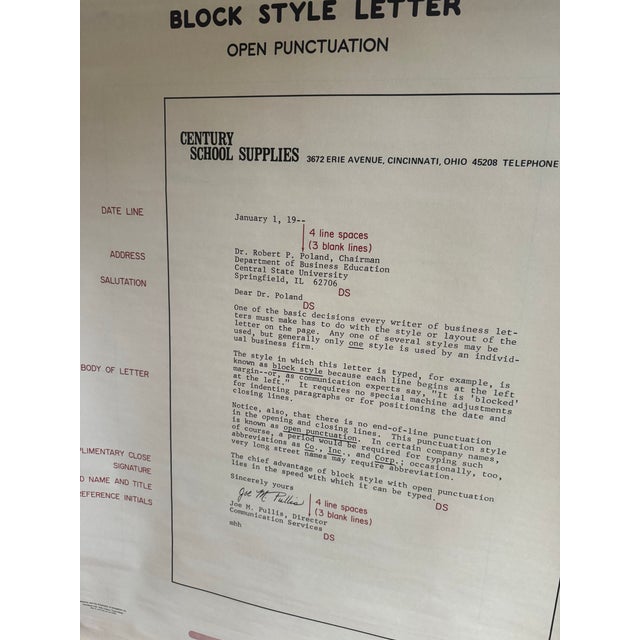 BLOCK STYLE LETTER
OPEN PUNCTUATION
CENTURY
SCHOOL SUPPLIES 3672 ERIE AVENUE, CINCINNATI, OHIO 45208 TELEPHONE
DATE LINE
January 1, 19--
4 line spaces
(3 blank lines)
ADDRESS
Dr. Robert P. Poland, Chairman
Department of Business Education
Central State University
Springfield, IL 62706
DS
SALUTATION
Dear Dr. Poland
DS
One of the basic decisions every writer of business let-
ters must make has to do with the style or layout of the
letter on the page. Any one of several styles may be
used, but generally only one style is used by an individ-
ual business firm.
BODY OF LETTER
The style in which this letter is typed, for example, is
known as block style because each line begins at the left
margin--or, as communication experts say, "It is 'blocked'
at the left." It requires no special machine adjustments
for indenting paragraphs or for positioning the date and
closing lines.
Notice, also, that there is no end-of-line punctuation
in the opening and closing lines. This punctuation style
is known as open punctuation. In certain company names,
of course, a period would be required for typing such
abbreviations as Co., Inc., and Corp.; occasionally, too,
very long street names may require abbreviation.
The chief advantage of block style with open punctuation
lies in the speed with which it can be typed.
DS
PLIMENTARY CLOSE
Sincerely yours
SIGNATURE
Joe M. Pullis
4 line spaces
(3 blank lines)
D NAME AND TITLE
Joe M. Pullis, Director
Communication Services
DS
REFERENCE INITIALS
mbh